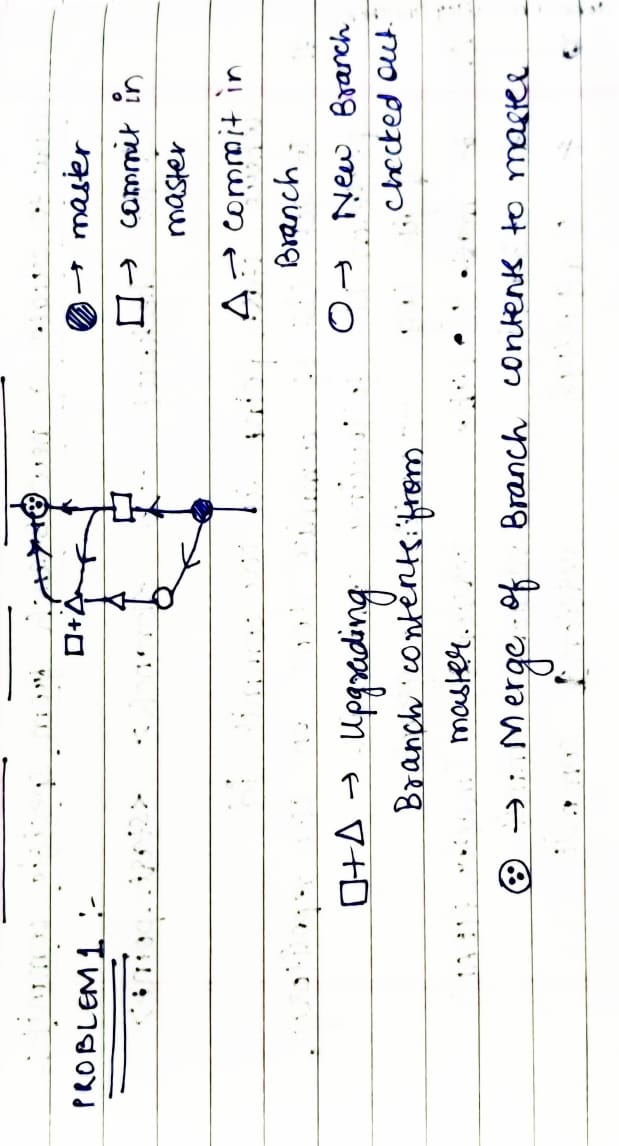 PROBLEM 1 :-
□+△
● → master
□ → commit in
master
△ → commit in
Branch
□+△ → Upgrading
Branch contents from
master.
○ → New Branch
checked out.
→ Merge of Branch contents to master